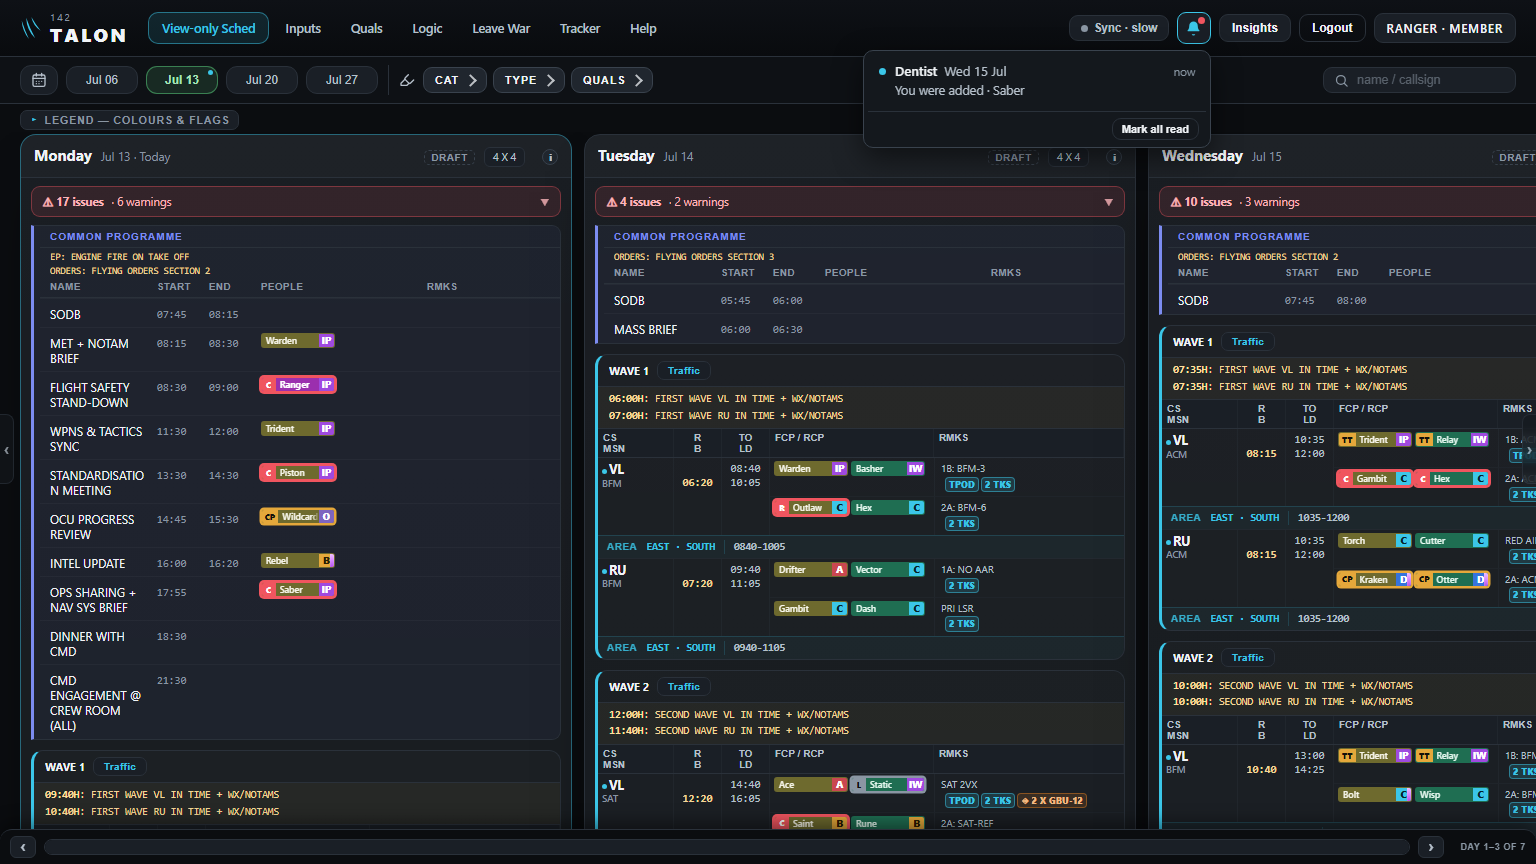 142
TALON
View-only Sched
Inputs
Quals
Logic
Leave War
Tracker
Help
Sync · slow
Insights
Logout
RANGER · MEMBER
Jul 06
Jul 13
Jul 20
Jul 27
CAT
TYPE
QUALS
name / callsign
Dentist Wed 15 Jul now
You were added · Saber
Mark all read
LEGEND — COLOURS & FLAGS
Monday Jul 13 · Today DRAFT 4 X 4 i
17 issues · 6 warnings
COMMON PROGRAMME
EP: ENGINE FIRE ON TAKE OFF
ORDERS: FLYING ORDERS SECTION 2
NAME START END PEOPLE RMKS
SODB 07:45 08:15
MET + NOTAM BRIEF 08:15 08:30 Warden IP
FLIGHT SAFETY STAND-DOWN 08:30 09:00 C Ranger IP
WPNS & TACTICS SYNC 11:30 12:00 Trident IP
STANDARDISATIO
N MEETING 13:30 14:30 C Piston IP
OCU PROGRESS REVIEW 14:45 15:30 CP Wildcard O
INTEL UPDATE 16:00 16:20 Rebel B
OPS SHARING + NAV SYS BRIEF 17:55 C Saber IP
DINNER WITH CMD 18:30
CMD ENGAGEMENT @ CREW ROOM (ALL) 21:30
WAVE 1 Traffic
09:40H: FIRST WAVE VL IN TIME + WX/NOTAMS
10:40H: FIRST WAVE RU IN TIME + WX/NOTAMS
Tuesday Jul 14 DRAFT 4 X 4 i
4 issues · 2 warnings
COMMON PROGRAMME
ORDERS: FLYING ORDERS SECTION 3
NAME START END PEOPLE RMKS
SODB 05:45 06:00
MASS BRIEF 06:00 06:30
WAVE 1 Traffic
06:00H: FIRST WAVE VL IN TIME + WX/NOTAMS
07:00H: FIRST WAVE RU IN TIME + WX/NOTAMS
CS R TO FCP / RCP RMKS
MSN B LD
VL 08:40 Warden IP Basher IW 1B: BFM-3
BFM 06:20 10:05 TPOD 2 TKS
R Outlaw C Hex C 2A: BFM-6
2 TKS
AREA EAST · SOUTH 0840-1005
RU 09:40 Drifter A Vector C 1A: NO AAR
BFM 07:20 11:05 2 TKS
Gambit C Dash C PRI LSR
2 TKS
AREA EAST · SOUTH 0940-1105
WAVE 2 Traffic
12:00H: SECOND WAVE VL IN TIME + WX/NOTAMS
11:40H: SECOND WAVE RU IN TIME + WX/NOTAMS
CS R TO FCP / RCP RMKS
MSN B LD
VL 14:40 Ace A L Static IW SAT 2VX
SAT 12:20 16:05 TPOD 2 TKS 2 X GBU-12
C Saint B Rune B 2A: SAT-REF
Wednesday Jul 15 DRAFT
10 issues · 3 warnings
COMMON PROGRAMME
ORDERS: FLYING ORDERS SECTION 2
NAME START END PEOPLE
SODB 07:45 08:00
WAVE 1 Traffic
07:35H: FIRST WAVE VL IN TIME + WX/NOTAMS
07:35H: FIRST WAVE RU IN TIME + WX/NOTAMS
CS R TO FCP / RCP RMKS
MSN B LD
VL 10:35 TT Trident IP TT Relay IW 1B:
ACM 08:15 12:00
C Gambit C C Hex C 2A:
2 TKS
AREA EAST · SOUTH 1035-1200
RU 10:35 Torch C Cutter C RED AI
ACM 08:15 12:00 2 TKS
CP Kraken D CP Otter D 2A: AC
2 TKS
AREA EAST · SOUTH 1035-1200
WAVE 2 Traffic
10:00H: SECOND WAVE VL IN TIME + WX/NOTAMS
10:00H: SECOND WAVE RU IN TIME + WX/NOTAMS
CS R TO FCP / RCP RMKS
MSN B LD
VL 13:00 TT Trident IP TT Relay IW 1B: BFM
BFM 10:40 14:25 2 TKS
Bolt C Wisp C 2A: BFM
2 TKS
DAY 1–3 OF 7